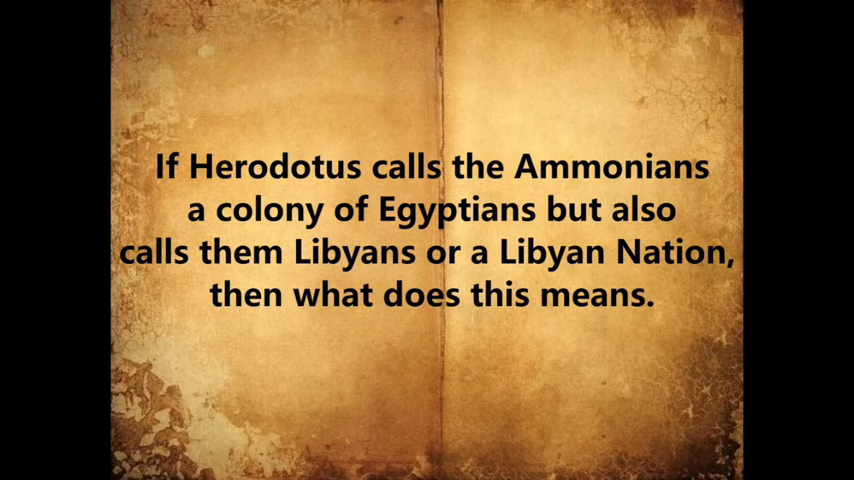 If Herodotus calls the Ammonians
a colony of Egyptians but also
calls them Libyans or a Libyan Nation,
then what does this means.